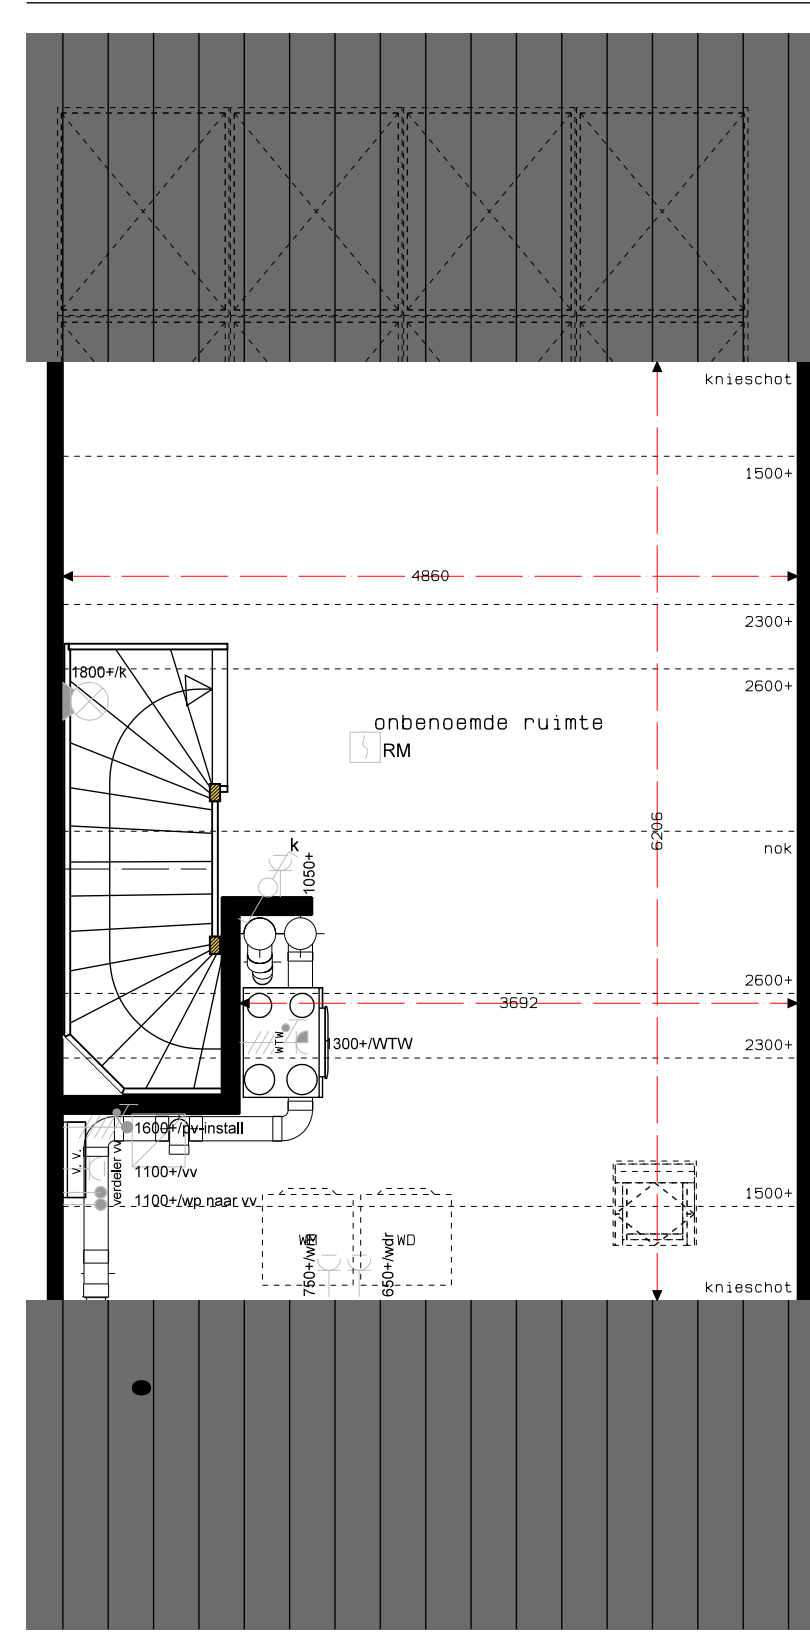 knieschot
1500+
4860
2300+
1800+/k
2600+
onbenoemde ruimte
RM
6206
k
nok
1050+
2600+
3692
WTW
1300+/WTW
2300+
1600+/pv-install
v.v.
verdeler vv
1100+/vv
1100+/wp naar vv
1500+
WM
750+/wm
650+/wdr
WD
knieschot